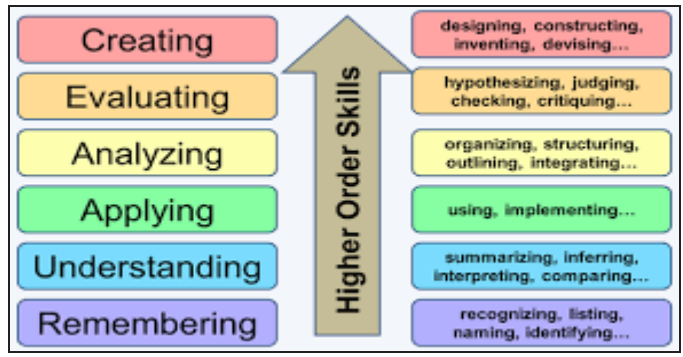 Creating
designing, constructing,
inventing, devising...
Evaluating
hypothesizing, judging,
checking, critiquing...
Analyzing
organizing, structuring,
outlining, integrating...
Applying
using, implementing...
Understanding
summarizing, inferring,
interpreting, comparing...
Remembering
recognizing, listing,
naming, identifying...
Higher Order Skills